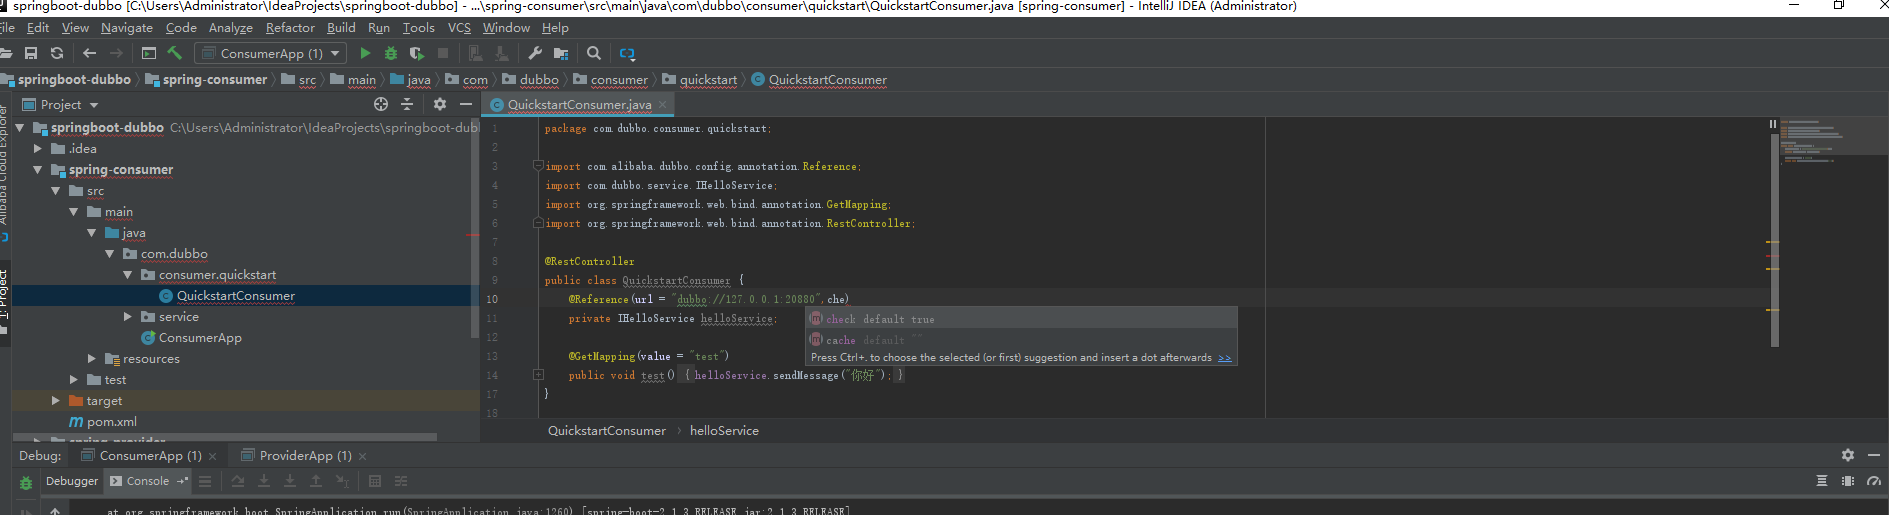 springboot-dubbo [C:\Users\Administrator\IdeaProjects\springboot-dubbo] - ...\spring-consumer\src\main\java\com\dubbo\consumer\quickstart\QuickstartConsumer.java [spring-consumer] - IntelliJ IDEA (Administrator)
File Edit View Navigate Code Analyze Refactor Build Run Tools VCS Window Help
ConsumerApp (1)
springboot-dubbo spring-consumer src main java com dubbo consumer quickstart QuickstartConsumer
Project
QuickstartConsumer.java
Alibaba Cloud Explorer
1: Project
springboot-dubbo C:\Users\Administrator\IdeaProjects\springboot-dubb
.idea
spring-consumer
src
main
java
com.dubbo
consumer.quickstart
QuickstartConsumer
service
ConsumerApp
resources
test
target
pom.xml
spring-provider
1 package com.dubbo.consumer.quickstart;
2
3 import com.alibaba.dubbo.config.annotation.Reference;
4 import com.dubbo.service.IHelloService;
5 import org.springframework.web.bind.annotation.GetMapping;
6 import org.springframework.web.bind.annotation.RestController;
7
8 @RestController
9 public class QuickstartConsumer {
10 @Reference(url = "dubbo://127.0.0.1:20880",che)
11 private IHelloService helloService;
12
13 @GetMapping(value = "test")
14 public void test() { helloService.sendMessage("你好"); }
17 }
18
check default true
cache default ""
Press Ctrl+. to choose the selected (or first) suggestion and insert a dot afterwards >>
QuickstartConsumer › helloService
Debug: ConsumerApp (1) ProviderApp (1)
Debugger Console
at org.springframework.boot.SpringApplication.run(SpringApplication.java:1260) [spring-boot-2.1.3.RELEASE.jar:2.1.3.RELEASE]